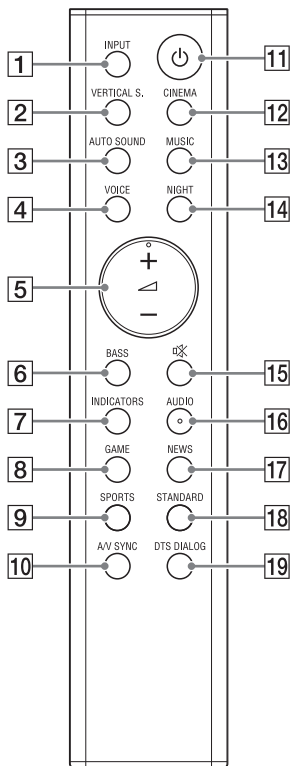 INPUT
1
11
VERTICAL S. CINEMA
2
12
AUTO SOUND MUSIC
3
13
VOICE NIGHT
4
14
+
5
–
BASS
6
15
INDICATORS AUDIO
7
16
GAME NEWS
8
17
SPORTS STANDARD
9
18
A/V SYNC DTS DIALOG
10
19